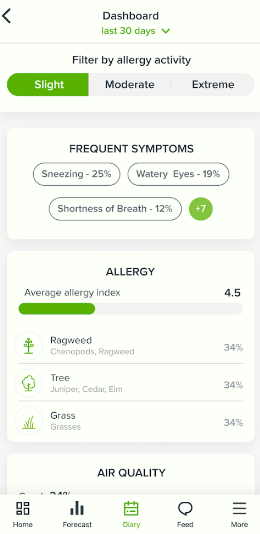 Dashboard
last 30 days
Filter by allergy activity
Slight Moderate Extreme
FREQUENT SYMPTOMS
Sneezing - 25% Watery Eyes - 19%
Shortness of Breath - 12% +7
ALLERGY
Average allergy index 4.5
Ragweed
Chenopods, Ragweed 34%
Tree
Juniper, Cedar, Elm 34%
Grass
Grasses 34%
AIR QUALITY
34%
Home Forecast Diary Feed More